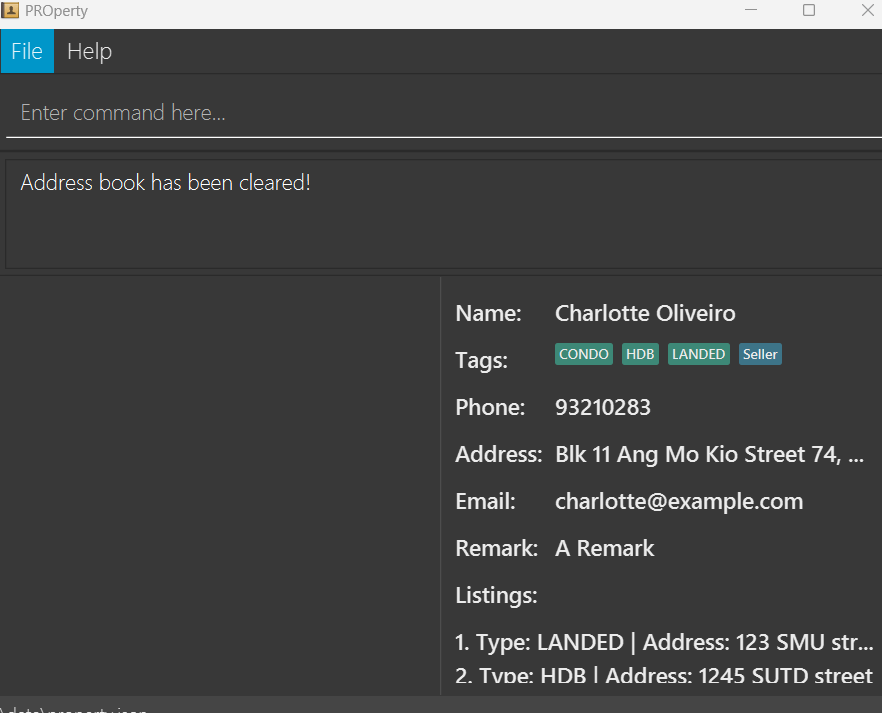 PROperty
File Help
Enter command here...
Address book has been cleared!
Name: Charlotte Oliveiro
Tags: CONDO HDB LANDED Seller
Phone: 93210283
Address: Blk 11 Ang Mo Kio Street 74, ...
Email: charlotte@example.com
Remark: A Remark
Listings:
1. Type: LANDED | Address: 123 SMU str...
2. Type: HDB | Address: 1245 SUTD street